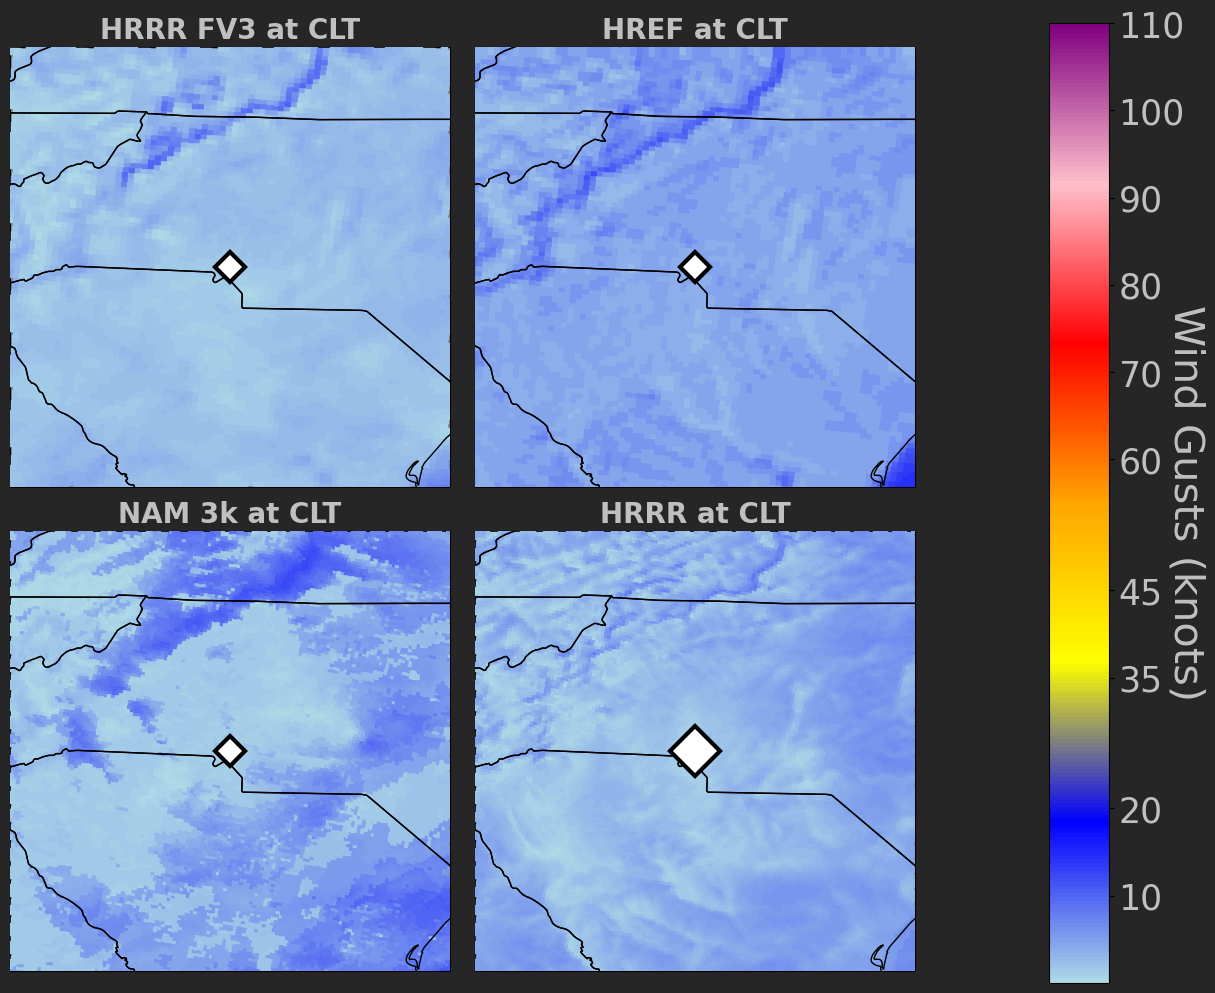 HRRR FV3 at CLT
HREF at CLT
NAM 3k at CLT
HRRR at CLT
110
100
90
80
70
60
45
35
20
10
Wind Gusts (knots)